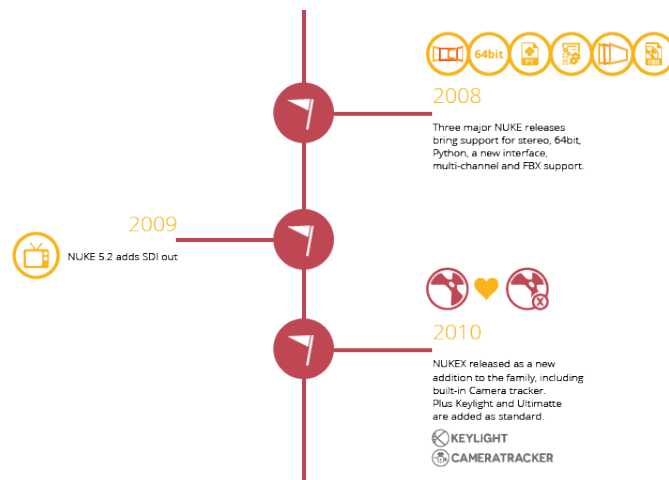 64bit
PY
FBX
2008
Three major NUKE releases
bring support for stereo, 64bit,
Python, a new interface,
multi-channel and FBX support.
2009
NUKE 5.2 adds SDI out
X
2010
NUKEX released as a new
addition to the family, including
built-in Camera tracker.
Plus Keylight and Ultimatte
are added as standard.
KEYLIGHT
CAMERATRACKER